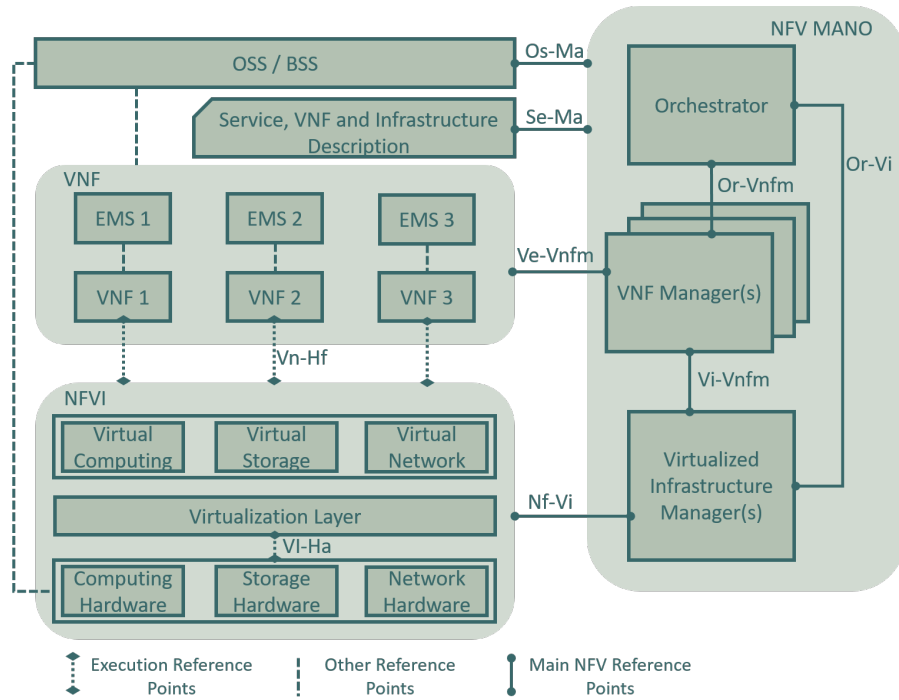 NFV MANO
OSS / BSS
Os-Ma
Orchestrator
Service, VNF and Infrastructure
Description
Se-Ma
Or-Vi
Or-Vnfm
VNF
EMS 1
EMS 2
EMS 3
Ve-Vnfm
VNF 1
VNF 2
VNF 3
VNF Manager(s)
Vn-Hf
Vi-Vnfm
NFVI
Virtual
Computing
Virtual
Storage
Virtual
Network
Virtualized
Infrastructure
Manager(s)
Nf-Vi
Virtualization Layer
VI-Ha
Computing
Hardware
Storage
Hardware
Network
Hardware
Execution Reference
Points
Other Reference
Points
Main NFV Reference
Points